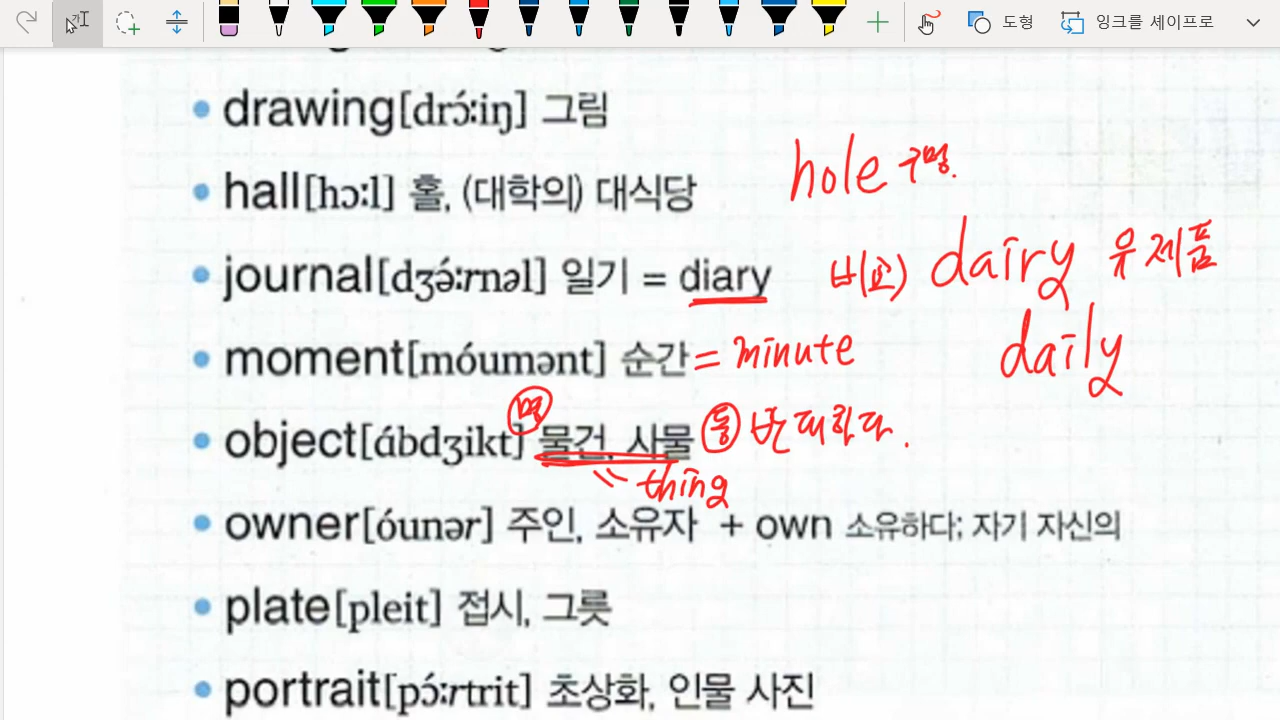 도형 잉크를 셰이프로
drawing[drɔ́ːiŋ] 그림
hall[hɔːl] 홀, (대학의) 대식당 hole 구멍.
journal[dʒə́ːrnəl] 일기 = diary 비교) dairy 유제품
moment[móumənt] 순간 = minute daily
명
object[ábdʒikt] 물건, 사물 동 반대하다.
thing
owner[óunər] 주인, 소유자 + own 소유하다; 자기 자신의
plate[pleit] 접시, 그릇
portrait[pɔ́ːrtrit] 초상화, 인물 사진